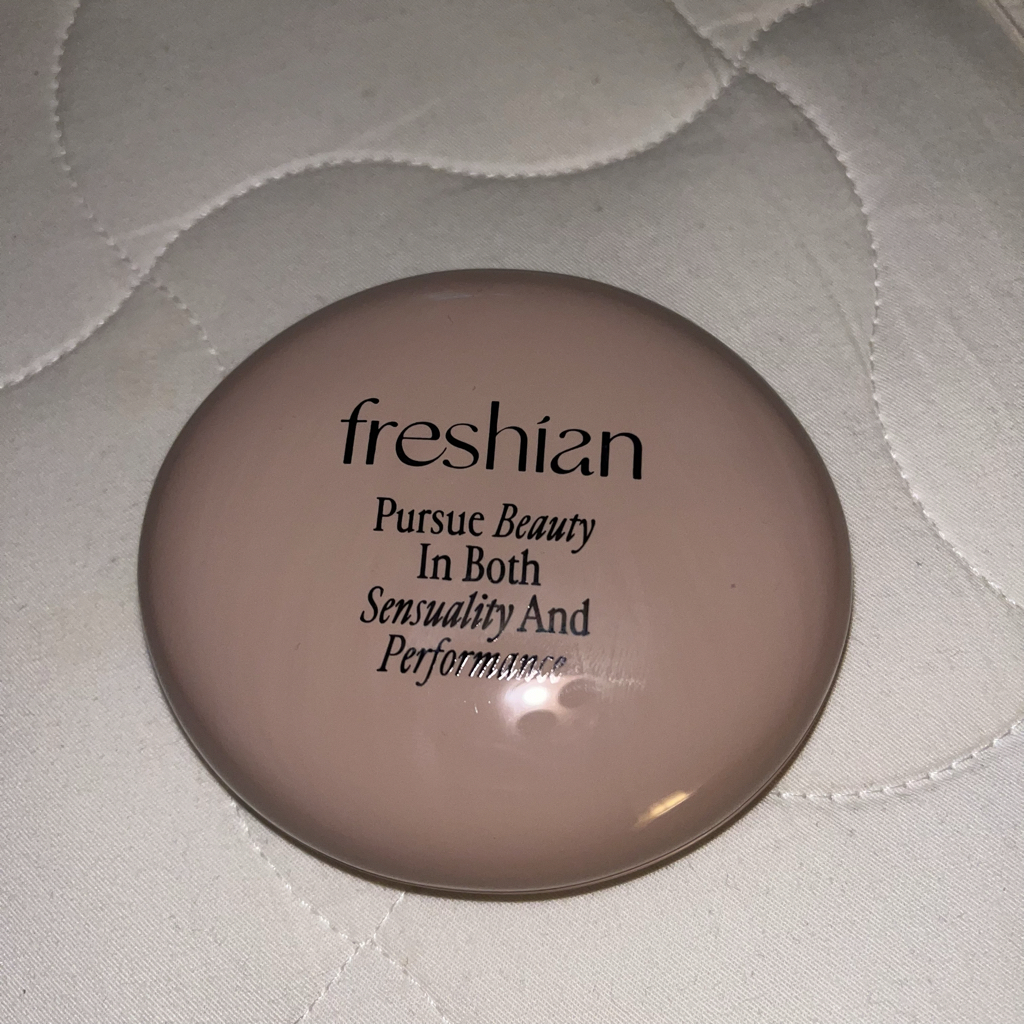 freshian
Pursue Beauty
In Both
Sensuality And
Performance